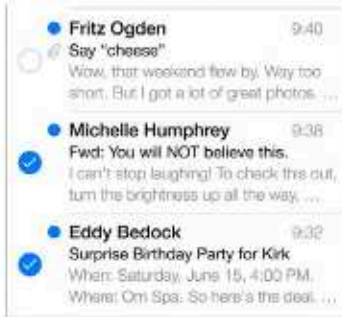 Fritz Ogden 9:40
Say "cheese"
Wow, that weekend flew by. Way too
short. But I got a lot of great photos. ...
Michelle Humphrey 9:38
Fwd: You will NOT believe this.
I can't stop laughing! To check this out,
turn the brightness up all the way, ...
Eddy Bedock 9:32
Surprise Birthday Party for Kirk
When: Saturday, June 15, 4:00 PM.
Where: Om Spa. So here's the deal. ...